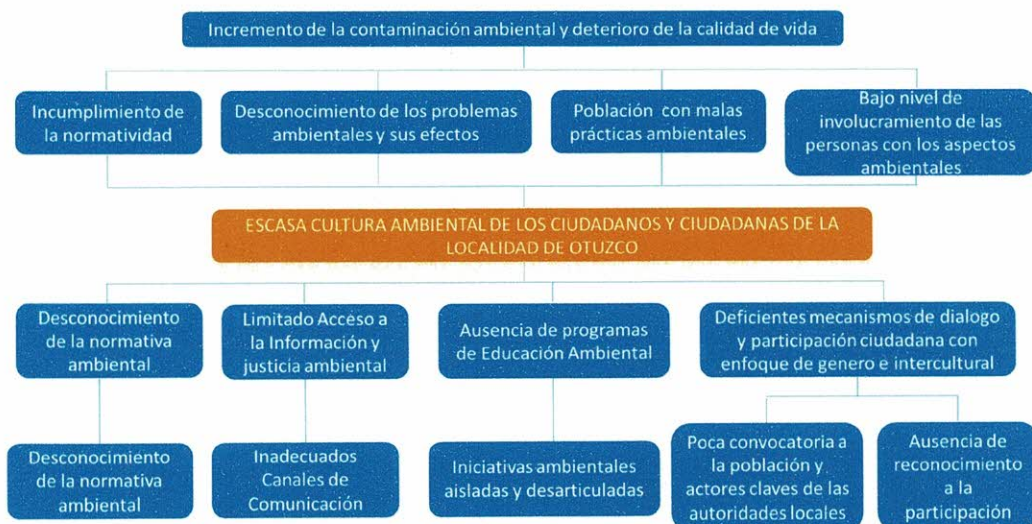 Incremento de la contaminación ambiental y deterioro de la calidad de vida
Incumplimiento de
la normatividad
Desconocimiento de los problemas
ambientales y sus efectos
Población con malas
prácticas ambientales
Bajo nivel de
involucramiento de las
personas con los aspectos
ambientales
ESCASA CULTURA AMBIENTAL DE LOS CIUDADANOS Y CIUDADANAS DE LA
LOCALIDAD DE OTUZCO
Desconocimiento
de la normativa
ambiental
Limitado Acceso a
la Información y
justicia ambiental
Ausencia de programas
de Educación Ambiental
Deficientes mecanismos de dialogo
y participación ciudadana con
enfoque de genero e intercultural
Desconocimiento
de la normativa
ambiental
Inadecuados
Canales de
Comunicación
Iniciativas ambientales
aisladas y desarticuladas
Poca convocatoria a
la población y
actores claves de las
autoridades locales
Ausencia de
reconocimiento
a la
participación